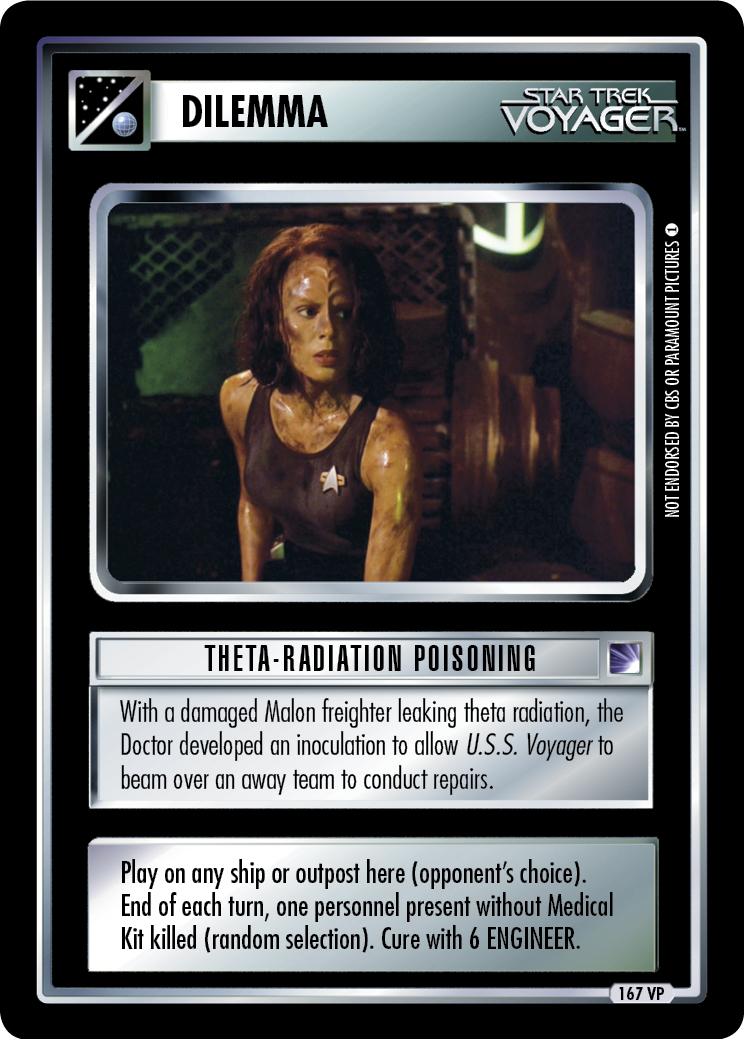 DILEMMA
STAR TREK
VOYAGER™
NOT ENDORSED BY CBS OR PARAMOUNT PICTURES 1
THETA-RADIATION POISONING
With a damaged Malon freighter leaking theta radiation, the
Doctor developed an inoculation to allow U.S.S. Voyager to
beam over an away team to conduct repairs.
Play on any ship or outpost here (opponent’s choice).
End of each turn, one personnel present without Medical
Kit killed (random selection). Cure with 6 ENGINEER.
167 VP